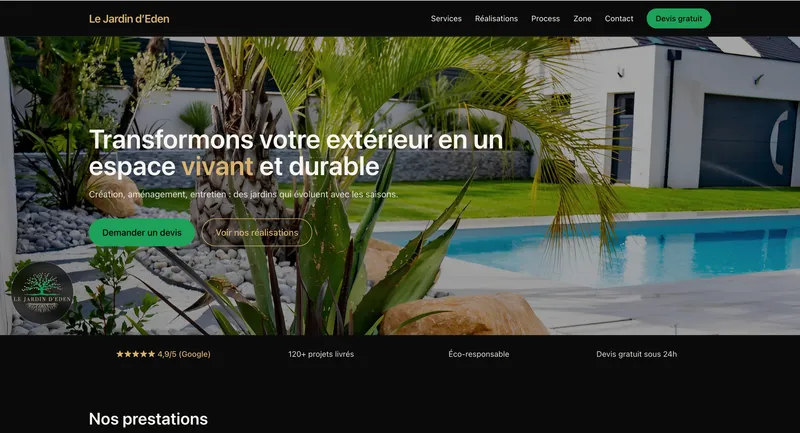 Le Jardin d'Eden
Services Réalisations Process Zone Contact Devis gratuit
Transformons votre extérieur en un
espace vivant et durable
Création, aménagement, entretien : des jardins qui évoluent avec les saisons.
Demander un devis Voir nos réalisations
LE JARDIN D'EDEN
★★★★★ 4,9/5 (Google) 120+ projets livrés Éco-responsable Devis gratuit sous 24h
Nos prestations